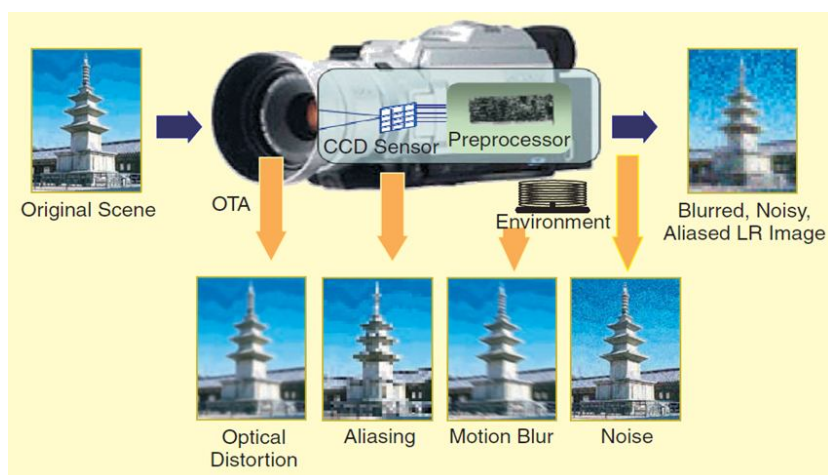 CCD Sensor
Preprocessor
Original Scene
OTA
Environment
Blurred, Noisy,
Aliased LR Image
Optical
Distortion
Aliasing
Motion Blur
Noise